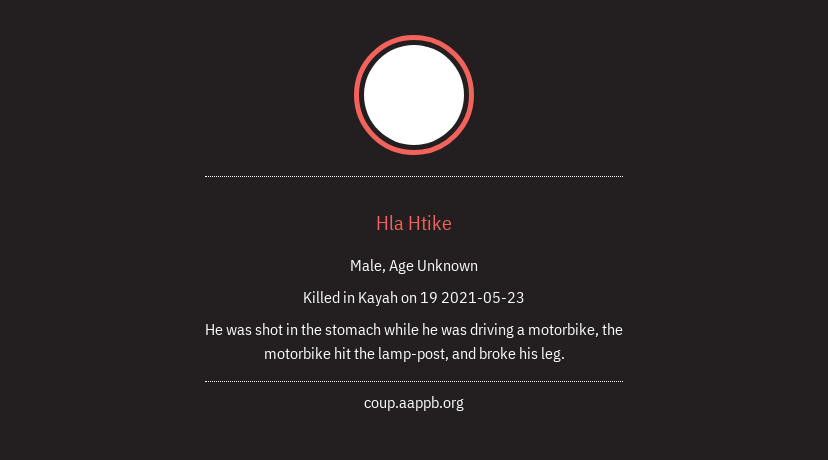 Hla Htike
Male, Age Unknown
Killed in Kayah on 19 2021-05-23
He was shot in the stomach while he was driving a motorbike, the
motorbike hit the lamp-post, and broke his leg.
coup.aappb.org